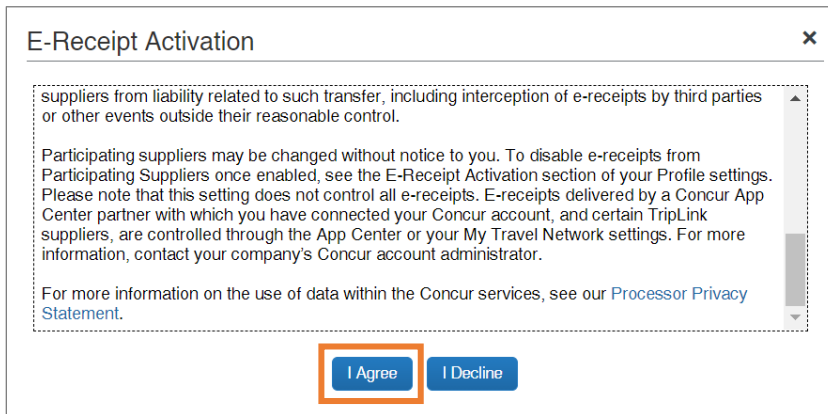 E-Receipt Activation
suppliers from liability related to such transfer, including interception of e-receipts by third parties
or other events outside their reasonable control.
Participating suppliers may be changed without notice to you. To disable e-receipts from
Participating Suppliers once enabled, see the E-Receipt Activation section of your Profile settings.
Please note that this setting does not control all e-receipts. E-receipts delivered by a Concur App
Center partner with which you have connected your Concur account, and certain TripLink
suppliers, are controlled through the App Center or your My Travel Network settings. For more
information, contact your company's Concur account administrator.
For more information on the use of data within the Concur services, see our Processor Privacy
Statement.
I Agree
I Decline